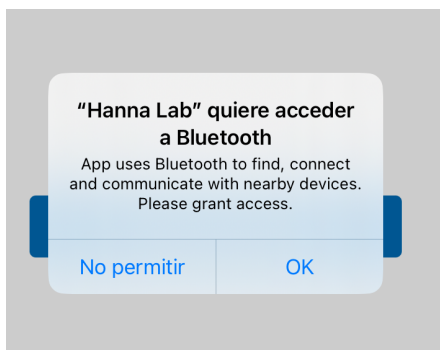 “Hanna Lab” quiere acceder
a Bluetooth
App uses Bluetooth to find, connect
and communicate with nearby devices.
Please grant access.
No permitir
OK